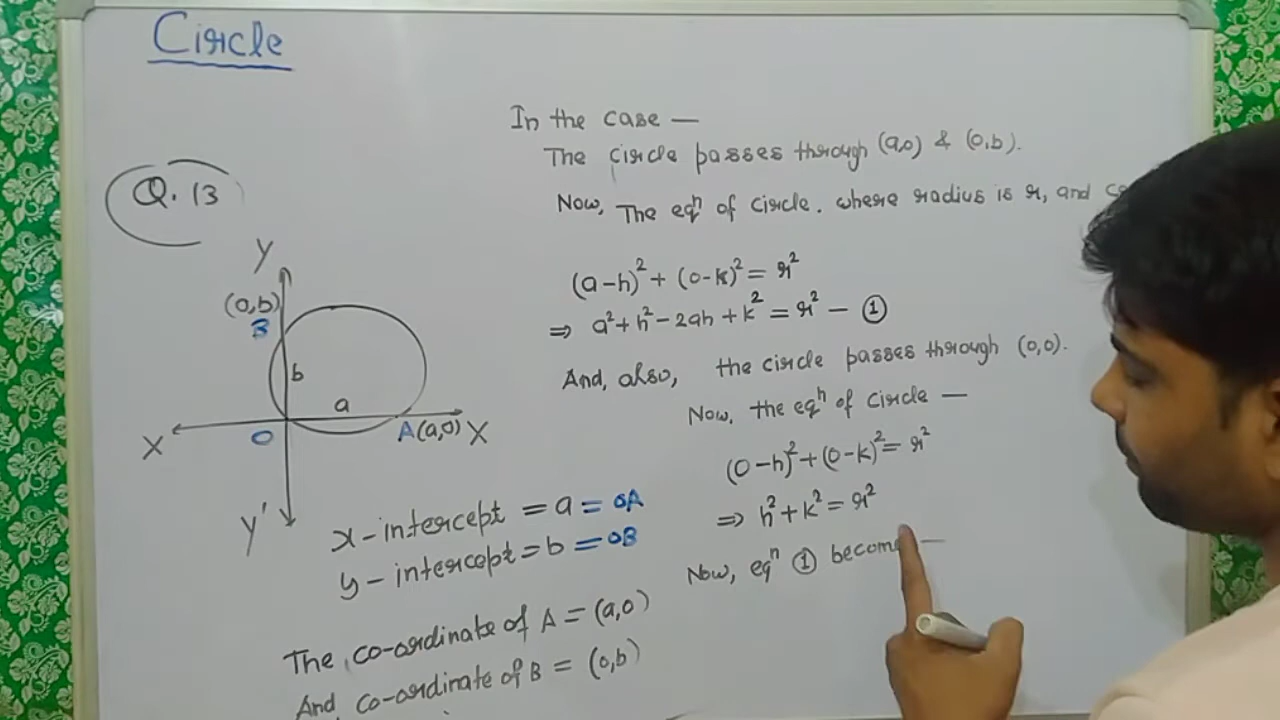 Circle
Q. 13
Y
(0,b)
B
b
a
X
O
A(a,0) X
Y'
x-intercept = a = OA
y-intercept = b = OB
The co-ordinate of A = (a,0)
And co-ordinate of B = (0,b)
In the case —
The circle passes through (a,0) & (0,b).
Now, The eqⁿ of circle. where radius is r, and
(a-h)² + (0-k)² = r²
⇒ a² + h² - 2ah + k² = r² — ①
And, also, the circle passes through (0,0).
Now, the eqⁿ of circle —
(0-h)² + (0-k)² = r²
⇒ h² + k² = r²
Now, eqⁿ ① become —